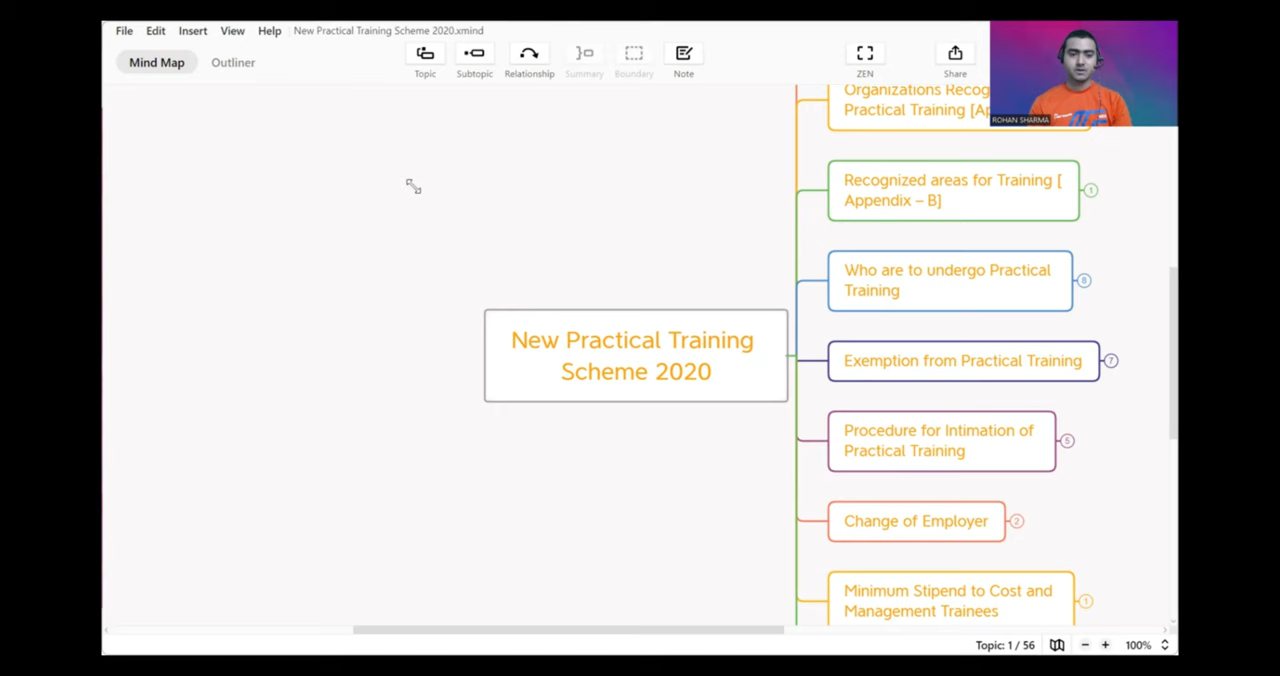 File Edit Insert View Help New Practical Training Scheme 2020.xmind
Mind Map Outliner
Topic Subtopic Relationship Summary Boundary Note ZEN Share
ROHAN SHARMA
Organizations Recog
Practical Training [Ap
Recognized areas for Training [
Appendix – B]
1
Who are to undergo Practical
Training
8
New Practical Training
Scheme 2020
Exemption from Practical Training
7
Procedure for Intimation of
Practical Training
5
Change of Employer
2
Minimum Stipend to Cost and
Management Trainees
1
Topic: 1 / 56
100%